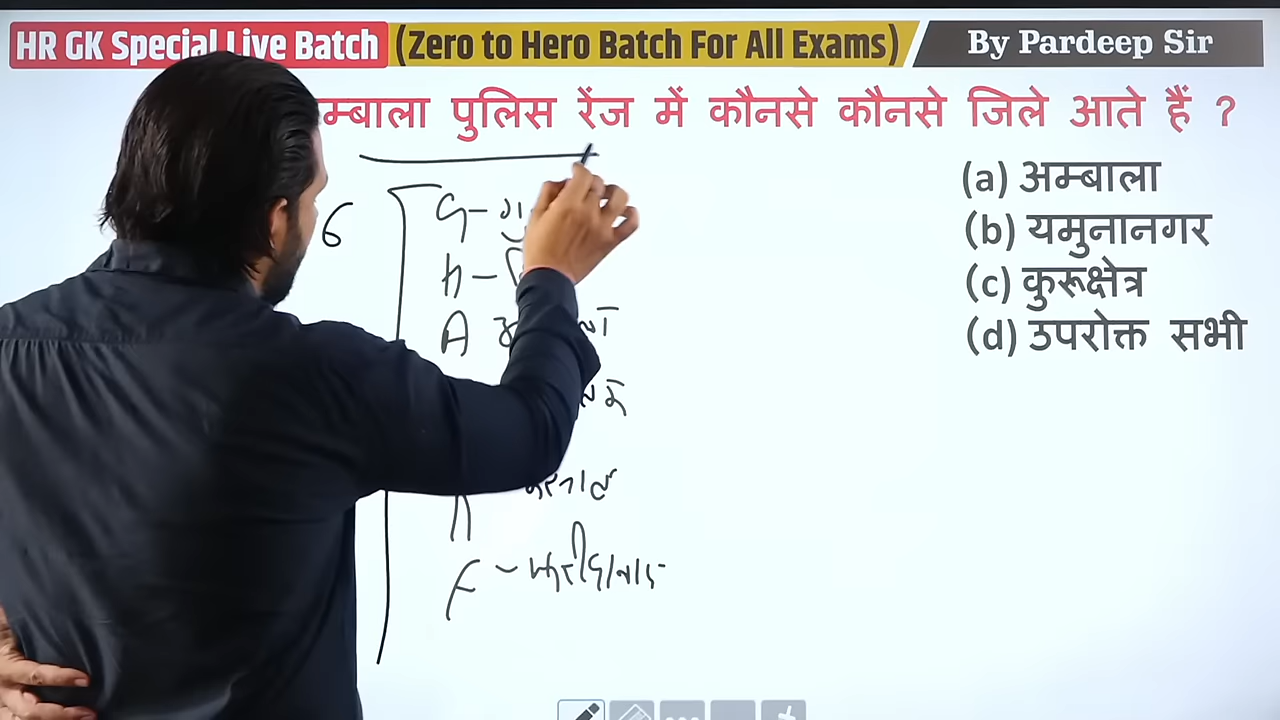 HR GK Special Live Batch (Zero to Hero Batch For All Exams) By Pardeep Sir
म्बाला पुलिस रेंज में कौनसे कौनसे जिले आते हैं ?
(a) अम्बाला
(b) यमुनानगर
(c) कुरूक्षेत्र
(d) उपरोक्त सभी
6
G - गु
H -
A
F - फरीदाबाद